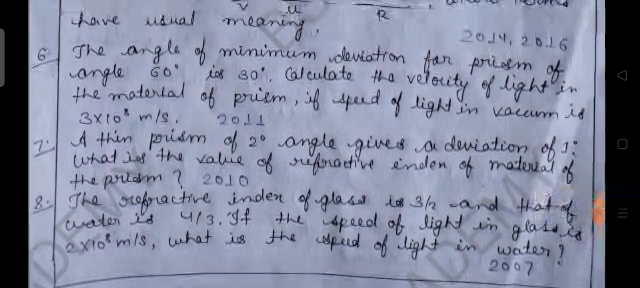 v u R
have usual meaning. 2014, 2016
6. The angle of minimum deviation for prism of
angle 60° is 30°. Calculate the velocity of light in
the material of prism, if speed of light in vaccum is
3×10⁸ m/s. 2011
7. A thin prism of 2° angle gives a deviation of 1°.
What is the value of refractive index of material of
the prism? 2010
8. The refractive index of glass is 3/2 and that of
water is 4/3. If the speed of light in glass is
2×10⁸ m/s, what is the speed of light in water?
2007